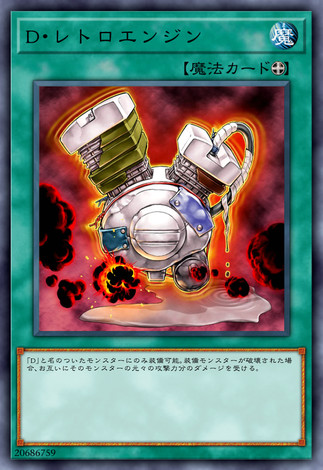 D・レトロエンジン
魔
【魔法カード】
「D」と名のついたモンスターにのみ装備可能。装備モンスターが破壊された場
合、お互いにそのモンスターの元々の攻撃力分のダメージを受ける。
20686759